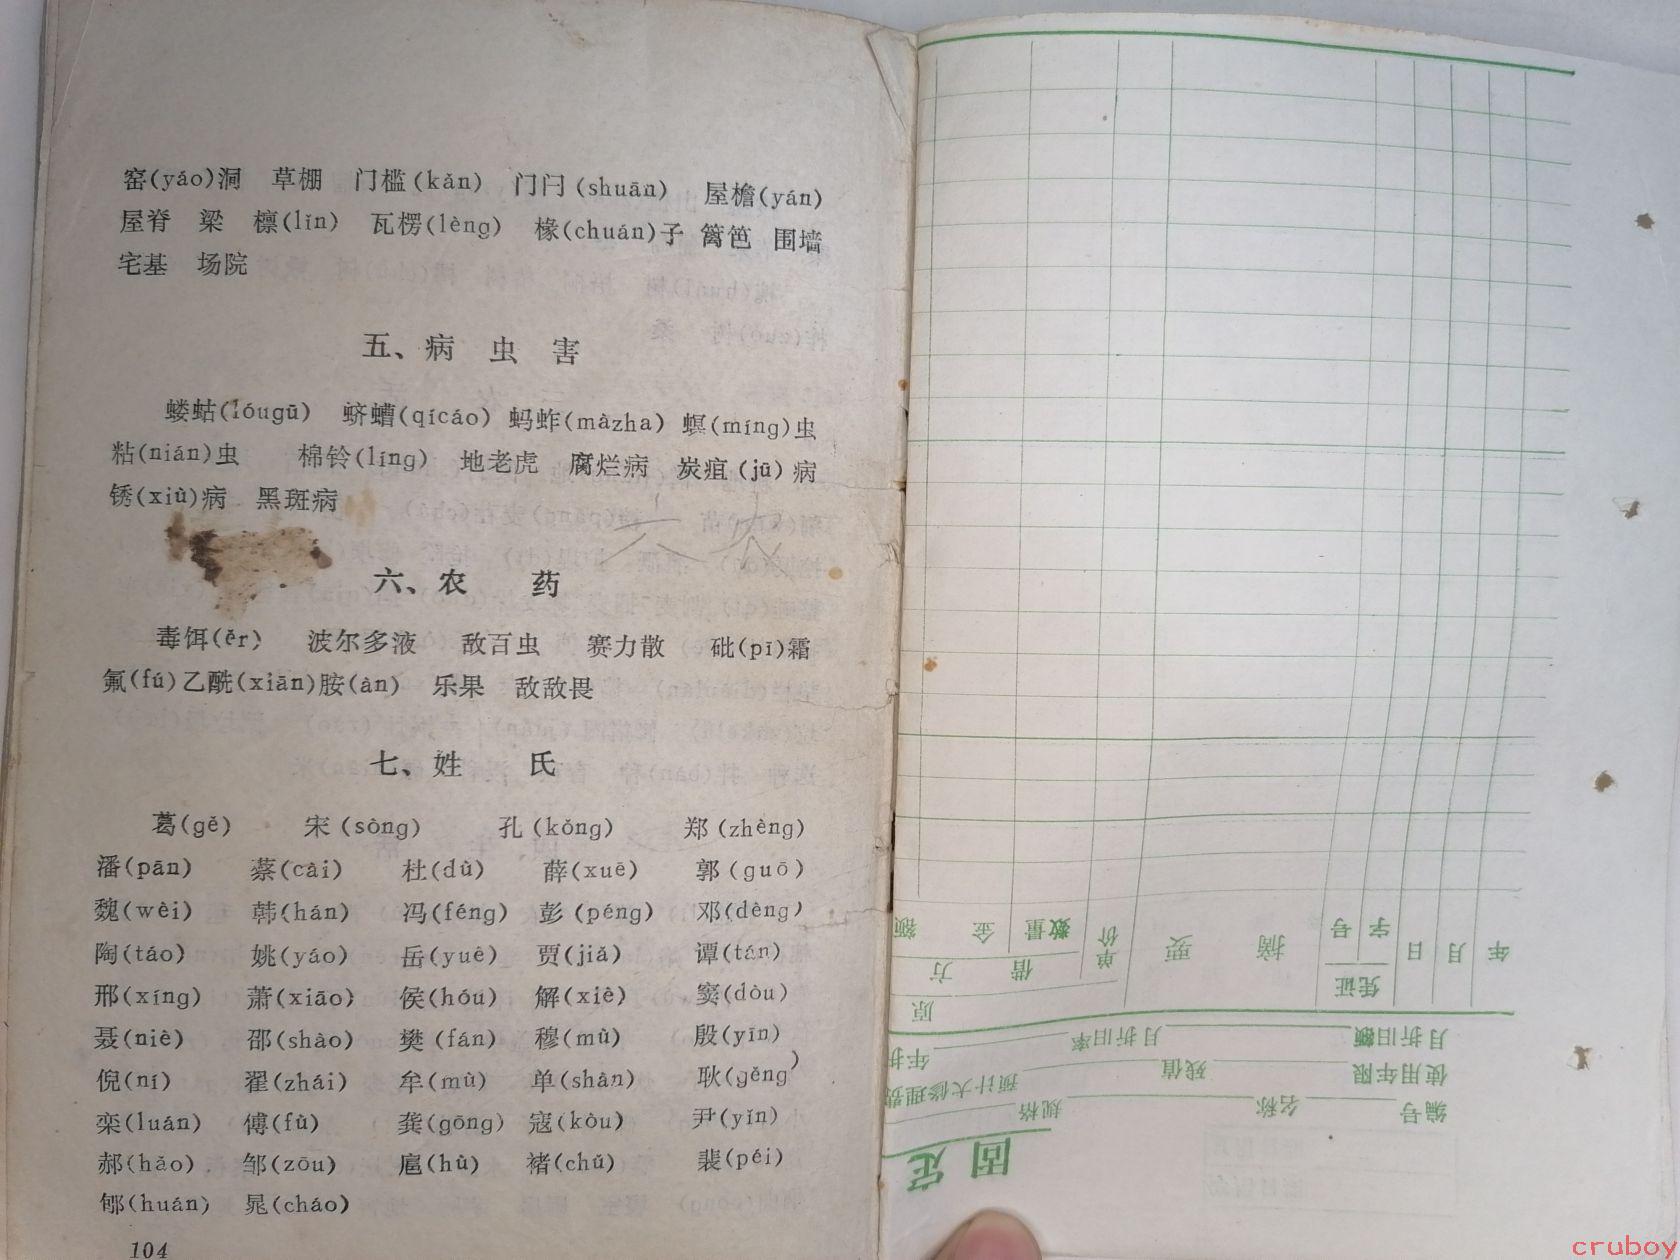 窑(yáo)洞 草棚 门槛(kǎn) 门闩(shuān) 屋檐(yán)
屋脊 梁 檩(lǐn) 瓦楞(lèng) 椽(chuán)子 篱笆 围墙
宅基 场院
五、病 虫 害
蝼蛄(lóugū) 蛴螬(qícáo) 蚂蚱(màzha) 螟(míng)虫
粘(nián)虫 棉铃(líng) 地老虎 腐烂病 炭疽(jū)病
锈(xiù)病 黑斑病
六、农 药
毒饵(ěr) 波尔多液 敌百虫 赛力散 砒(pī)霜
氟(fú)乙酰(xiān)胺(àn) 乐果 敌敌畏
七、姓 氏
葛(gě) 宋(sòng) 孔(kǒng) 郑(zhèng)
潘(pān) 蔡(cài) 杜(dù) 薛(xuē) 郭(guō)
魏(wèi) 韩(hán) 冯(féng) 彭(péng) 邓(dèng)
陶(táo) 姚(yáo) 岳(yuè) 贾(jiǎ) 谭(tán)
邢(xíng) 萧(xiāo) 侯(hóu) 解(xiè) 窦(dòu)
聂(niè) 邵(shào) 樊(fán) 穆(mù) 殷(yīn)
倪(ní) 翟(zhái) 牟(mù) 单(shàn) 耿(gěng)
栾(luán) 傅(fù) 龚(gōng) 寇(kòu) 尹(yǐn)
郝(hǎo) 邹(zōu) 扈(hù) 褚(chǔ) 裴(péi)
郇(huán) 晁(cháo)
104
固定
编号 名称 规格
使用年限 残值 预计大修理费
月折旧额 月折旧率 年折
原
年 月 日 凭证 字 号 摘 要 单价 借 方 数量 金 额
cruboy